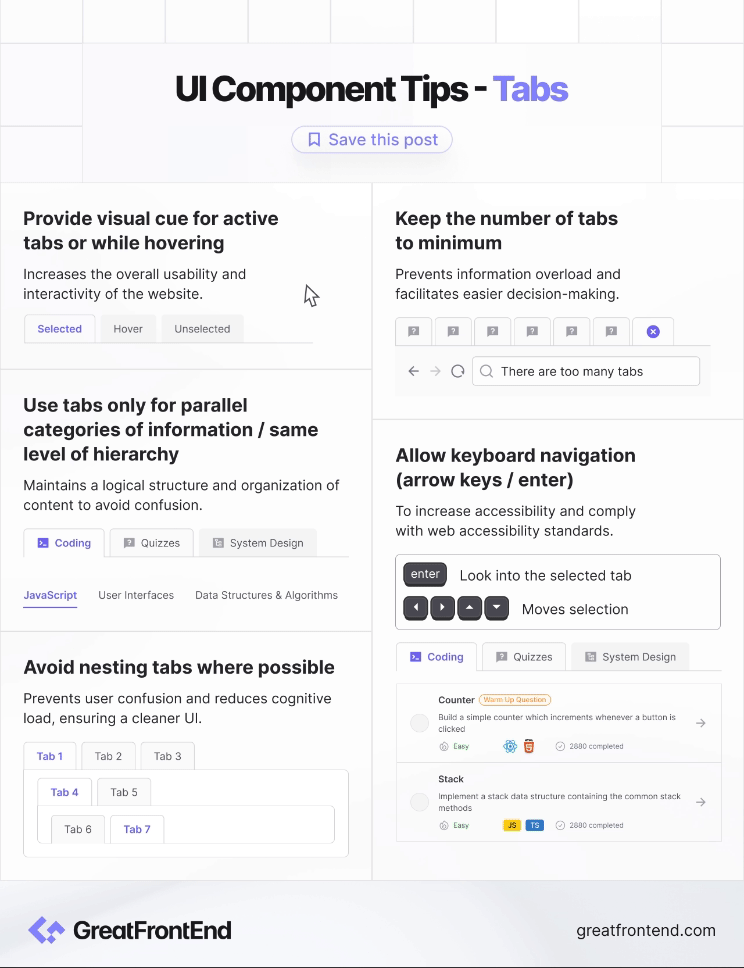 UI Component Tips - Tabs
Save this post
Provide visual cue for active
tabs or while hovering
Increases the overall usability and
interactivity of the website.
Selected Hover Unselected
Use tabs only for parallel
categories of information / same
level of hierarchy
Maintains a logical structure and organization of
content to avoid confusion.
Coding Quizzes System Design
JavaScript User Interfaces Data Structures & Algorithms
Avoid nesting tabs where possible
Prevents user confusion and reduces cognitive
load, ensuring a cleaner UI.
Tab 1 Tab 2 Tab 3
Tab 4 Tab 5
Tab 6 Tab 7
Keep the number of tabs
to minimum
Prevents information overload and
facilitates easier decision-making.
There are too many tabs
Allow keyboard navigation
(arrow keys / enter)
To increase accessibility and comply
with web accessibility standards.
enter Look into the selected tab
Moves selection
Coding Quizzes System Design
Counter Warm Up Question
Build a simple counter which increments whenever a button is
clicked
Easy 2880 completed
Stack
Implement a stack data structure containing the common stack
methods
Easy JS TS 2880 completed
GreatFrontEnd
greatfrontend.com